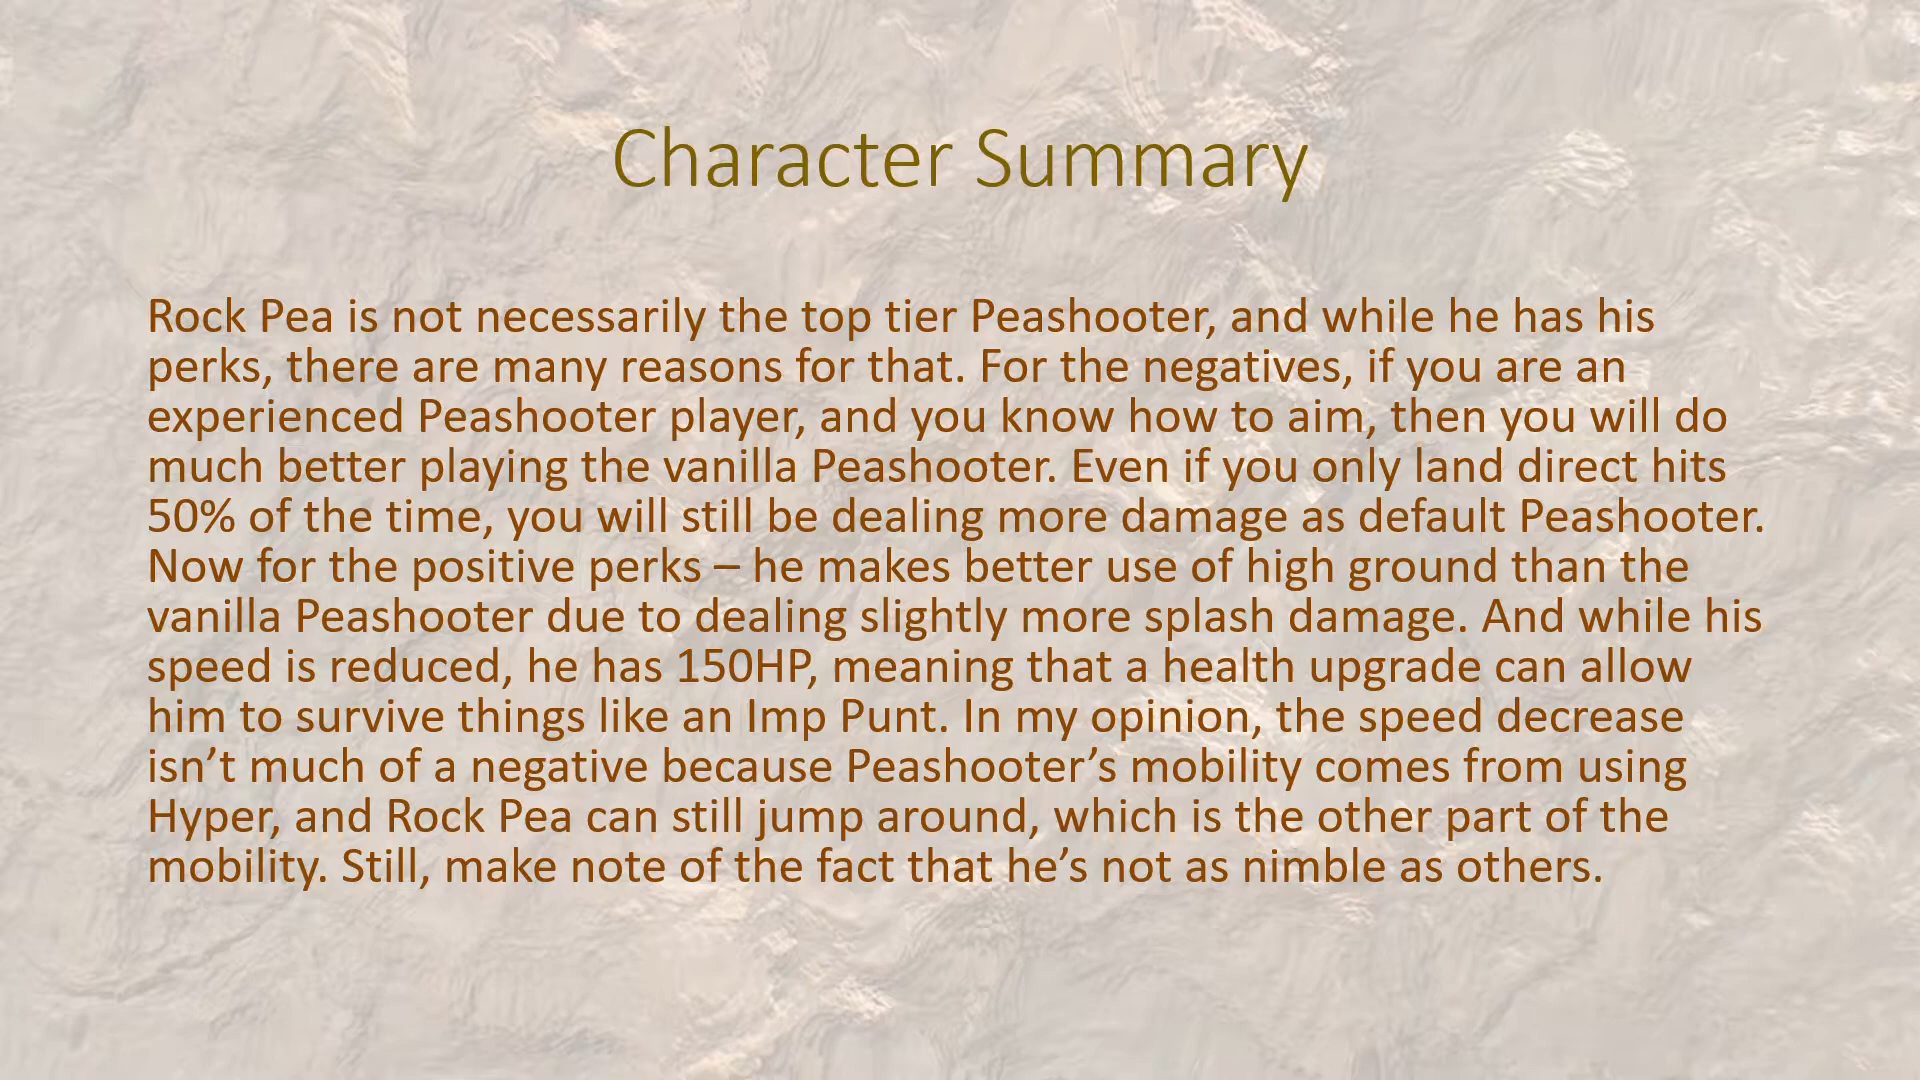 Character Summary
Rock Pea is not necessarily the top tier Peashooter, and while he has his
perks, there are many reasons for that. For the negatives, if you are an
experienced Peashooter player, and you know how to aim, then you will do
much better playing the vanilla Peashooter. Even if you only land direct hits
50% of the time, you will still be dealing more damage as default Peashooter.
Now for the positive perks – he makes better use of high ground than the
vanilla Peashooter due to dealing slightly more splash damage. And while his
speed is reduced, he has 150HP, meaning that a health upgrade can allow
him to survive things like an Imp Punt. In my opinion, the speed decrease
isn’t much of a negative because Peashooter’s mobility comes from using
Hyper, and Rock Pea can still jump around, which is the other part of the
mobility. Still, make note of the fact that he’s not as nimble as others.